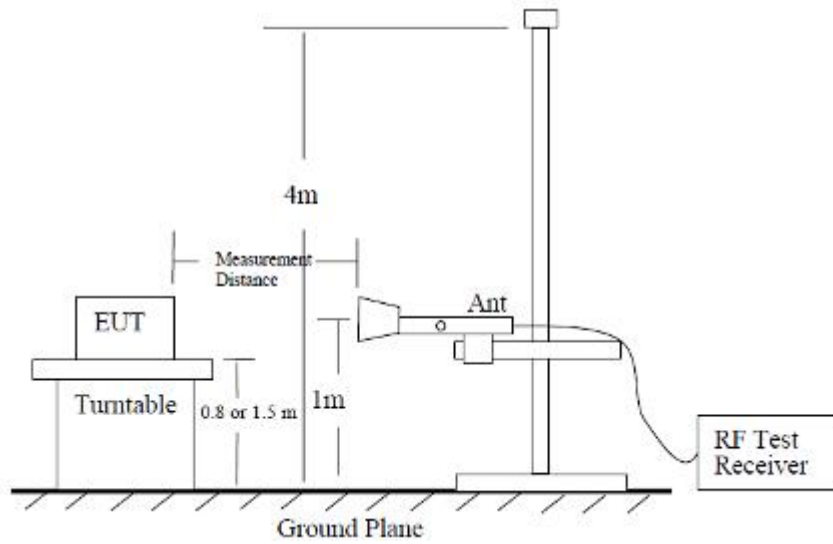 4m
Measurement
Distance
EUT
Ant
Turntable
0.8 or 1.5 m
1m
RF Test
Receiver
Ground Plane